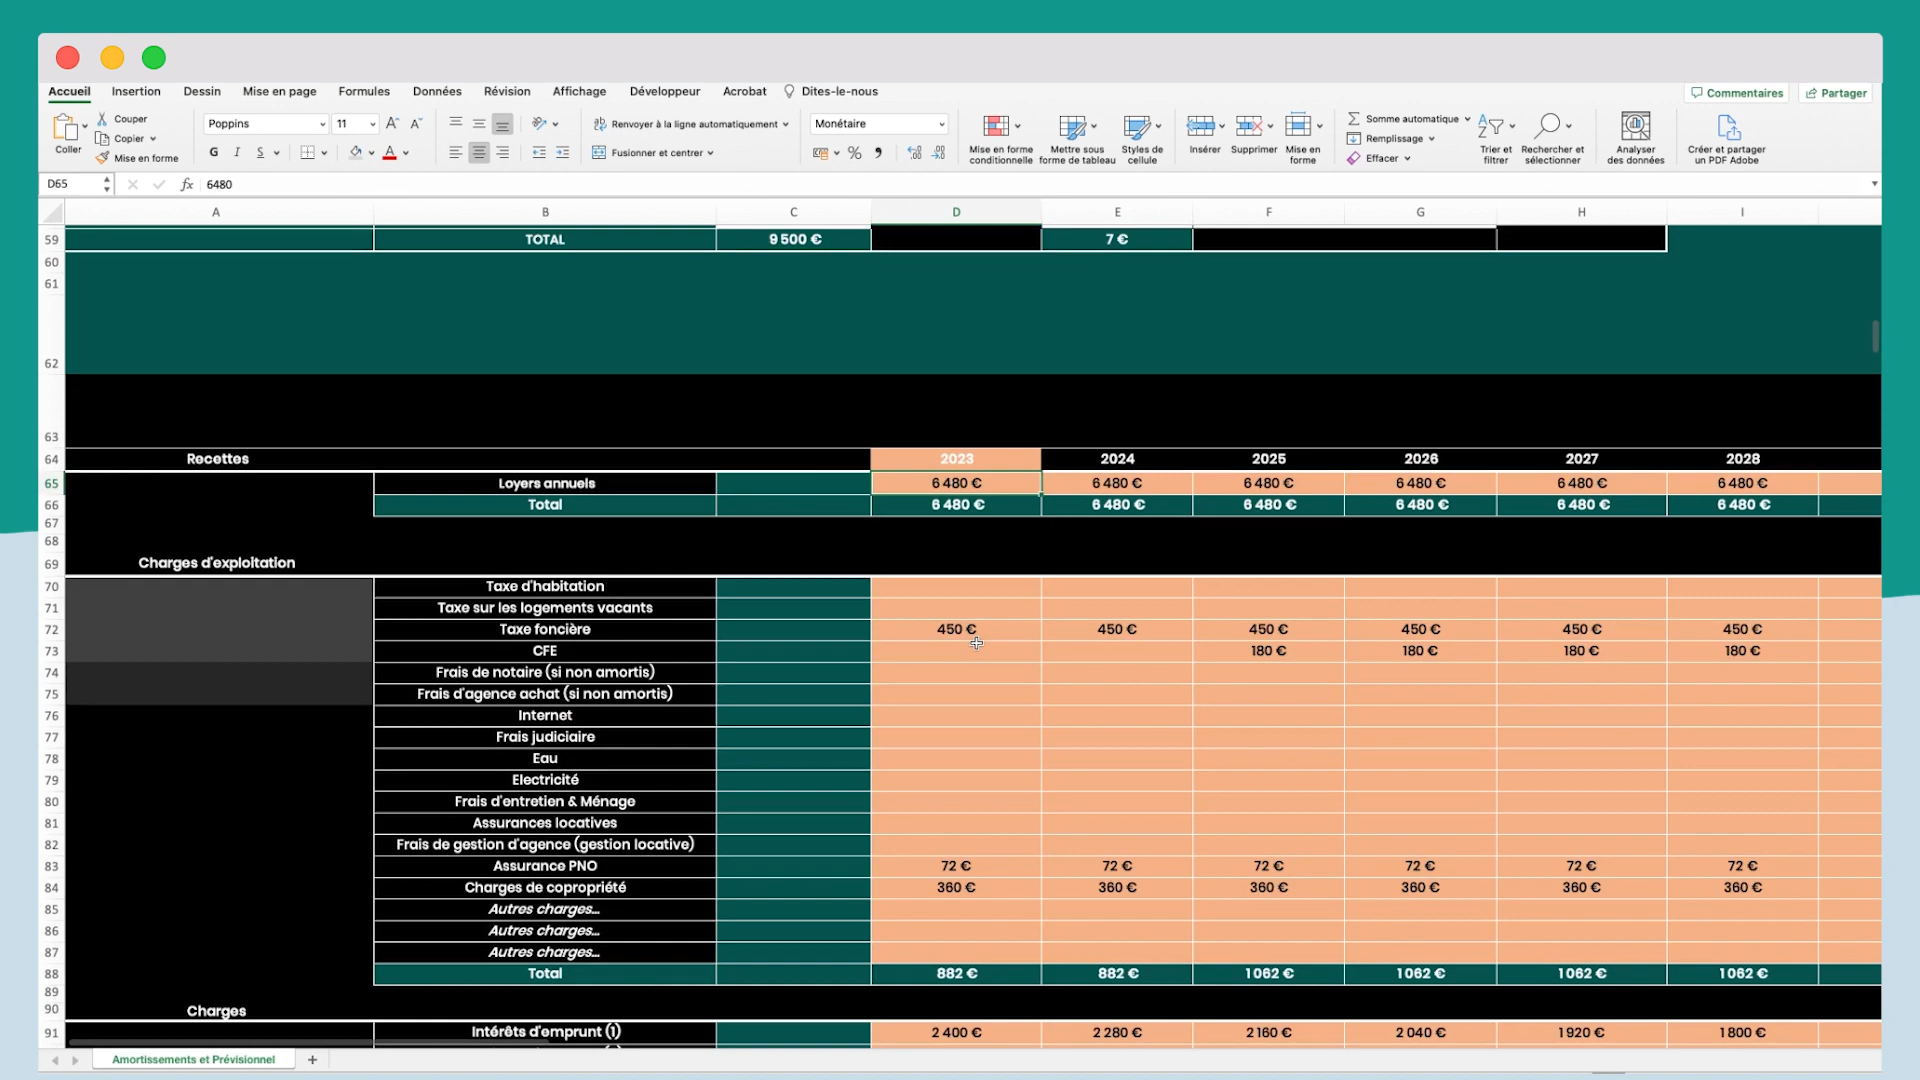 Accueil Insertion Dessin Mise en page Formules Données Révision Affichage Développeur Acrobat Dites-le-nous Commentaires Partager
Coller Couper Copier Mise en forme
Poppins 11 G I S A
Renvoyer à la ligne automatiquement
Fusionner et centrer
Monétaire
Mise en forme conditionnelle Mettre sous forme de tableau Styles de cellule Insérer Supprimer Mise en forme
Somme automatique Remplissage Effacer
Trier et filtrer Rechercher et sélectionner Analyser des données Créer et partager un PDF Adobe
D65 fx 6480
A B C D E F G H I
59 TOTAL 9 500 € 7 €
60
61
62
63
64 Recettes 2023 2024 2025 2026 2027 2028
65 Loyers annuels 6 480 € 6 480 € 6 480 € 6 480 € 6 480 € 6 480 €
66 Total 6 480 € 6 480 € 6 480 € 6 480 € 6 480 € 6 480 €
67
68
69 Charges d'exploitation
70 Taxe d'habitation
71 Taxe sur les logements vacants
72 Taxe foncière 450 € 450 € 450 € 450 € 450 € 450 €
73 CFE 180 € 180 € 180 € 180 €
74 Frais de notaire (si non amortis)
75 Frais d'agence achat (si non amortis)
76 Internet
77 Frais judiciaire
78 Eau
79 Electricité
80 Frais d'entretien & Ménage
81 Assurances locatives
82 Frais de gestion d'agence (gestion locative)
83 Assurance PNO 72 € 72 € 72 € 72 € 72 € 72 €
84 Charges de copropriété 360 € 360 € 360 € 360 € 360 € 360 €
85 Autres charges...
86 Autres charges...
87 Autres charges...
88 Total 882 € 882 € 1 062 € 1 062 € 1 062 € 1 062 €
89
90 Charges
91 Intérêts d'emprunt (1) 2 400 € 2 280 € 2 160 € 2 040 € 1 920 € 1 800 €
Amortissements et Prévisionnel +